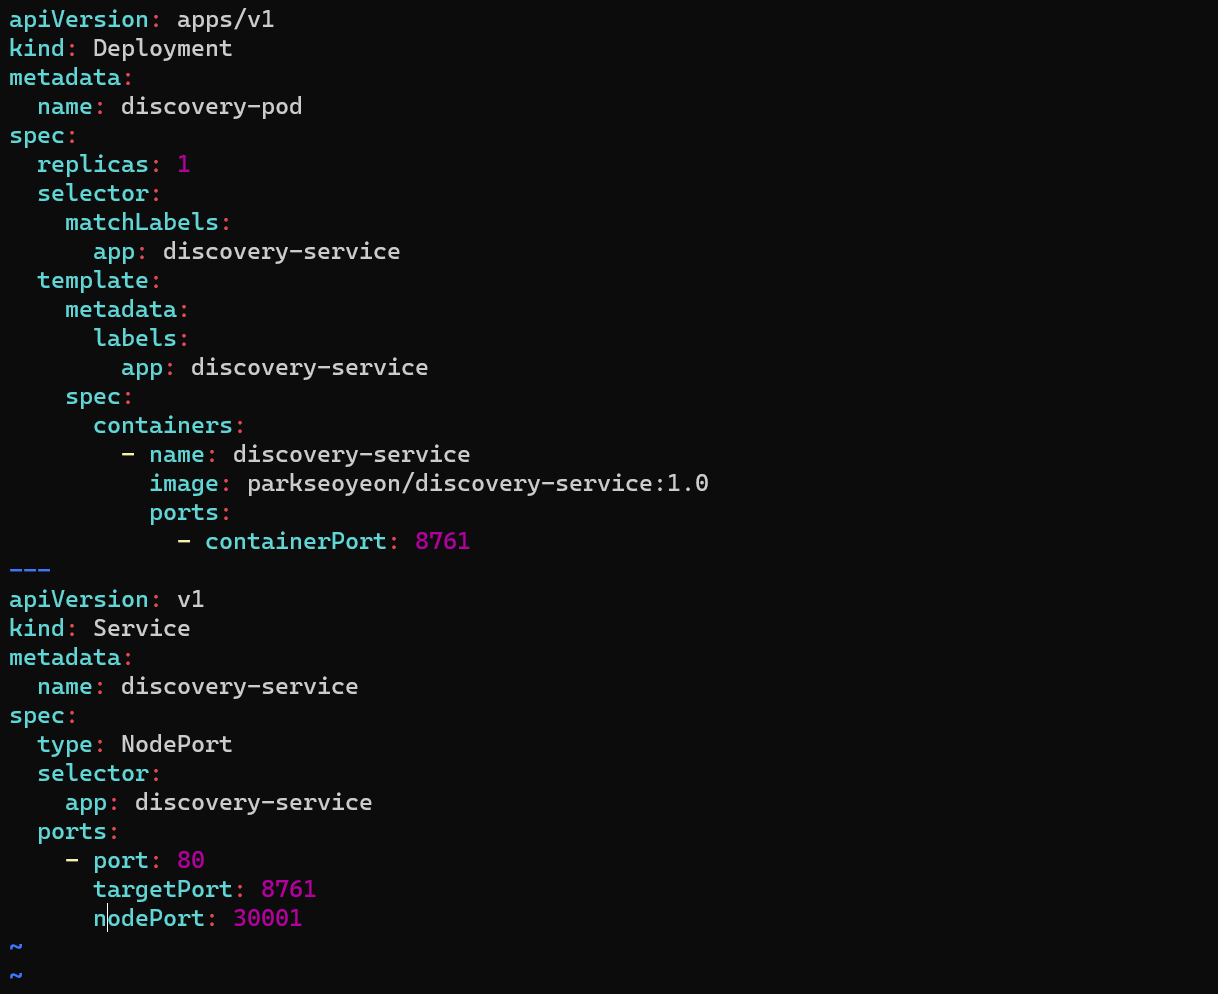 apiVersion: apps/v1
kind: Deployment
metadata:
  name: discovery-pod
spec:
  replicas: 1
  selector:
    matchLabels:
      app: discovery-service
  template:
    metadata:
      labels:
        app: discovery-service
    spec:
      containers:
        - name: discovery-service
          image: parkseoyeon/discovery-service:1.0
          ports:
            - containerPort: 8761
---
apiVersion: v1
kind: Service
metadata:
  name: discovery-service
spec:
  type: NodePort
  selector:
    app: discovery-service
  ports:
    - port: 80
      targetPort: 8761
      nodePort: 30001
~
~